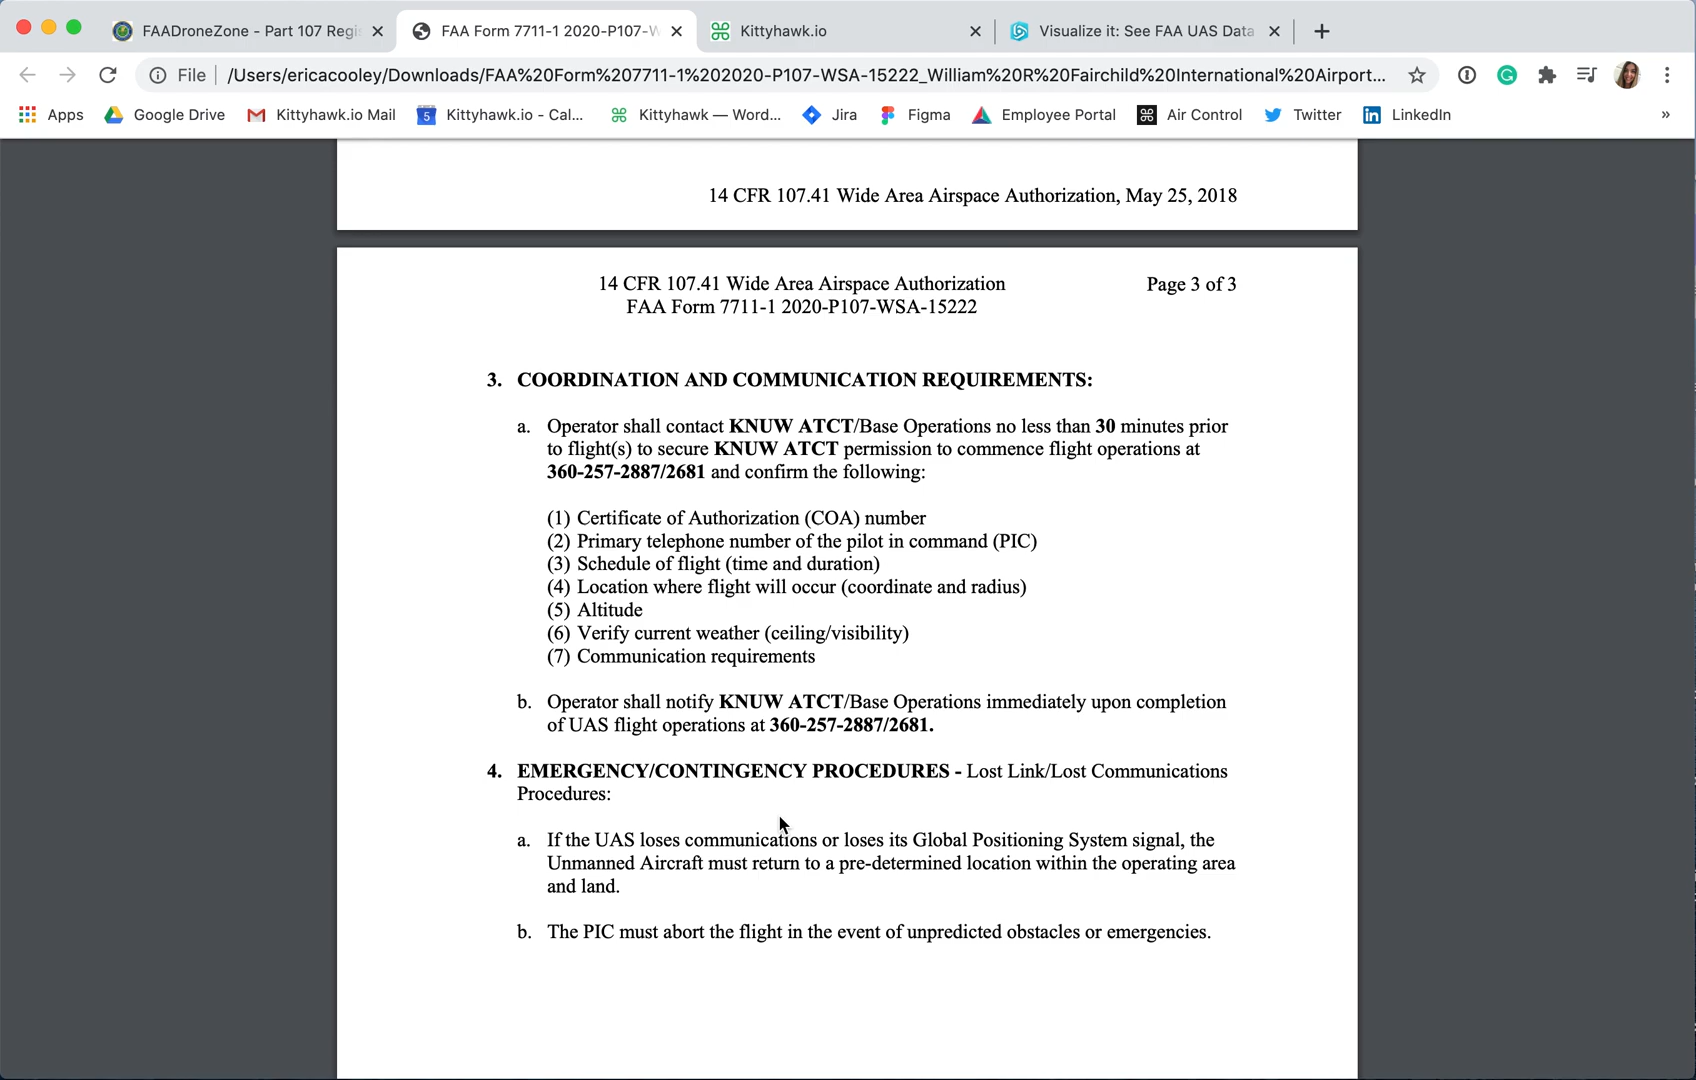 FAADroneZone - Part 107 Regi
FAA Form 7711-1 2020-P107-W
Kittyhawk.io
Visualize it: See FAA UAS Data
File
/Users/ericacooley/Downloads/FAA%20Form%207711-1%202020-P107-WSA-15222_William%20R%20Fairchild%20International%20Airport...
Apps
Google Drive
Kittyhawk.io Mail
5
Kittyhawk.io - Cal...
Kittyhawk — Word...
Jira
Figma
Employee Portal
Air Control
Twitter
LinkedIn
»
14 CFR 107.41 Wide Area Airspace Authorization, May 25, 2018
14 CFR 107.41 Wide Area Airspace Authorization
Page 3 of 3
FAA Form 7711-1 2020-P107-WSA-15222
3. COORDINATION AND COMMUNICATION REQUIREMENTS:
a. Operator shall contact KNUW ATCT/Base Operations no less than 30 minutes prior
to flight(s) to secure KNUW ATCT permission to commence flight operations at
360-257-2887/2681 and confirm the following:
(1) Certificate of Authorization (COA) number
(2) Primary telephone number of the pilot in command (PIC)
(3) Schedule of flight (time and duration)
(4) Location where flight will occur (coordinate and radius)
(5) Altitude
(6) Verify current weather (ceiling/visibility)
(7) Communication requirements
b. Operator shall notify KNUW ATCT/Base Operations immediately upon completion
of UAS flight operations at 360-257-2887/2681.
4. EMERGENCY/CONTINGENCY PROCEDURES - Lost Link/Lost Communications
Procedures:
a. If the UAS loses communications or loses its Global Positioning System signal, the
Unmanned Aircraft must return to a pre-determined location within the operating area
and land.
b. The PIC must abort the flight in the event of unpredicted obstacles or emergencies.